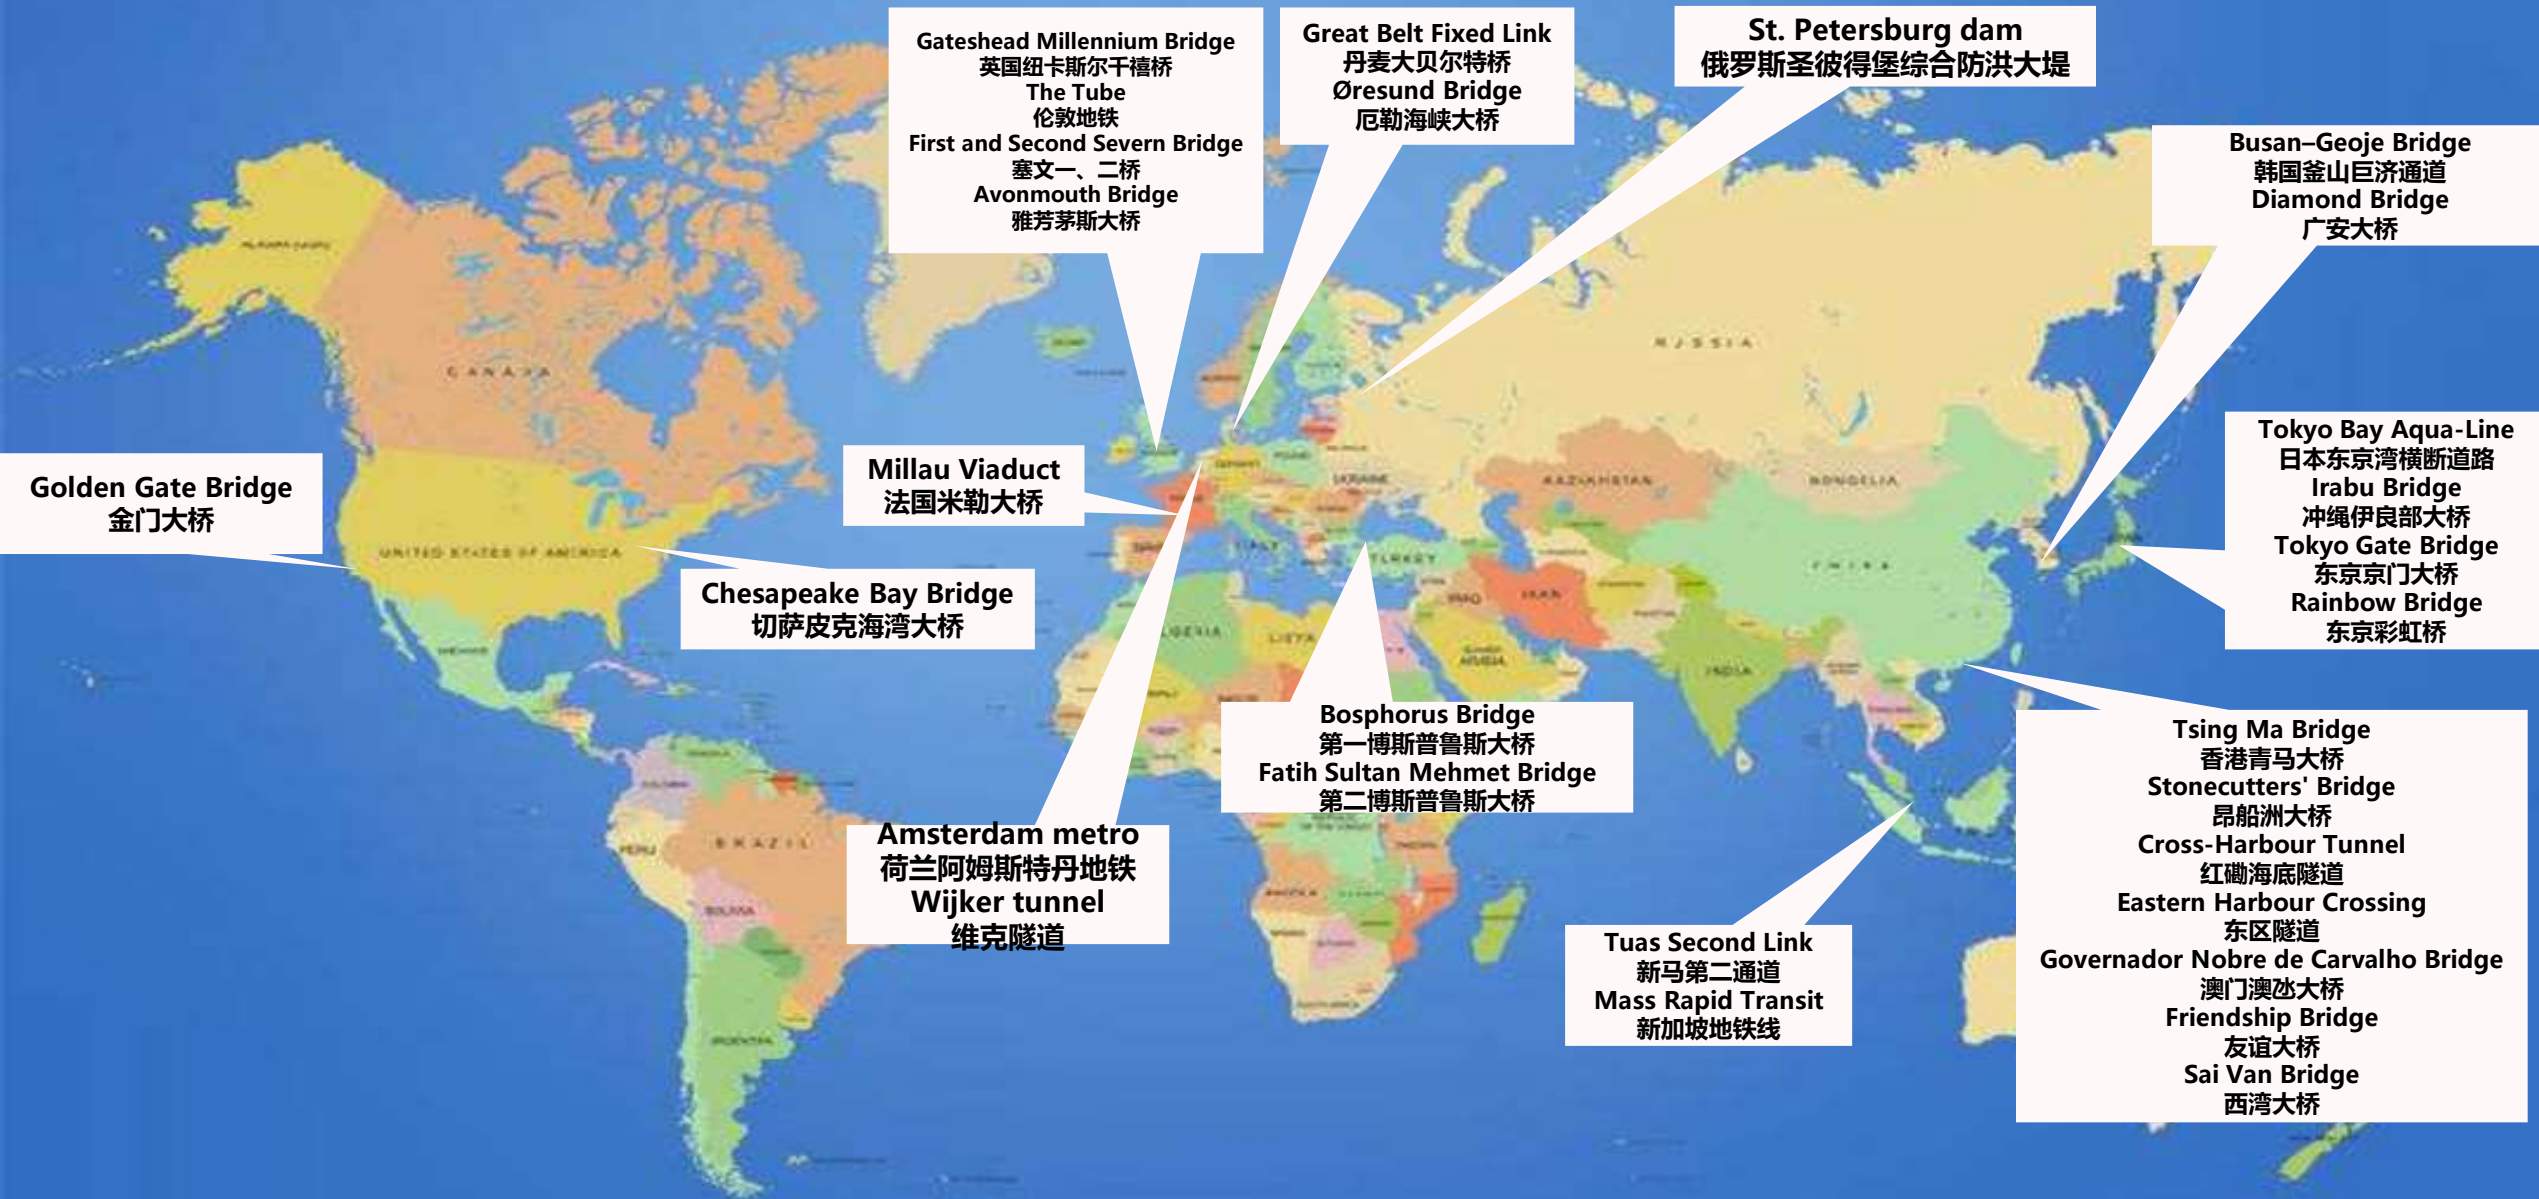 Gateshead Millennium Bridge
英国纽卡斯尔千禧桥
The Tube
伦敦地铁
First and Second Severn Bridge
塞文一、二桥
Avonmouth Bridge
雅芳茅斯大桥
Great Belt Fixed Link
丹麦大贝尔特桥
Øresund Bridge
厄勒海峡大桥
St. Petersburg dam
俄罗斯圣彼得堡综合防洪大堤
Busan–Geoje Bridge
韩国釜山巨济通道
Diamond Bridge
广安大桥
Golden Gate Bridge
金门大桥
Millau Viaduct
法国米勒大桥
Tokyo Bay Aqua-Line
日本东京湾横断道路
Irabu Bridge
冲绳伊良部大桥
Tokyo Gate Bridge
东京京门大桥
Rainbow Bridge
东京彩虹桥
Chesapeake Bay Bridge
切萨皮克海湾大桥
Bosphorus Bridge
第一博斯普鲁斯大桥
Fatih Sultan Mehmet Bridge
第二博斯普鲁斯大桥
Amsterdam metro
荷兰阿姆斯特丹地铁
Wijker tunnel
维克隧道
Tuas Second Link
新马第二通道
Mass Rapid Transit
新加坡地铁线
Tsing Ma Bridge
香港青马大桥
Stonecutters' Bridge
昂船洲大桥
Cross-Harbour Tunnel
红磡海底隧道
Eastern Harbour Crossing
东区隧道
Governador Nobre de Carvalho Bridge
澳门澳氹大桥
Friendship Bridge
友谊大桥
Sai Van Bridge
西湾大桥
CANADA
UNITED STATES OF AMERICA
MEXICO
BRAZIL
PERU
BOLIVIA
RUSSIA
KAZAKHSTAN
MONGOLIA
CHINA
INDIA
IRAN
IRAQ
TURKEY
UKRAINE
ITALY
LIBYA
ANGOLA